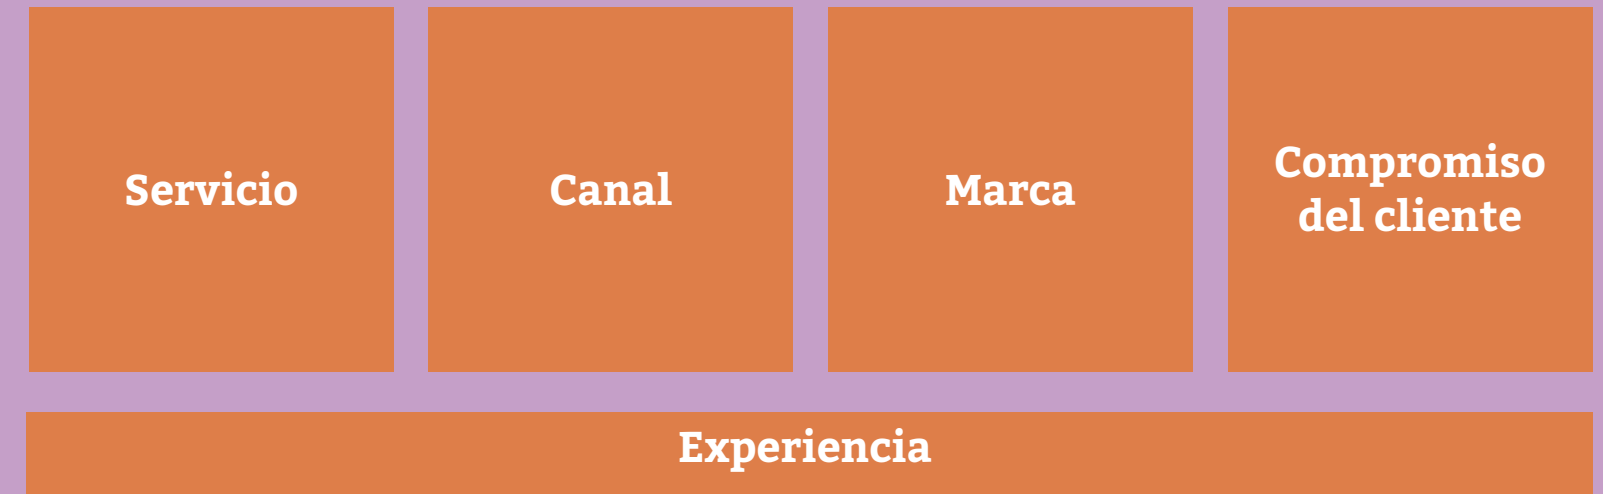 Servicio
Canal
Marca
Compromiso
del cliente
Experiencia